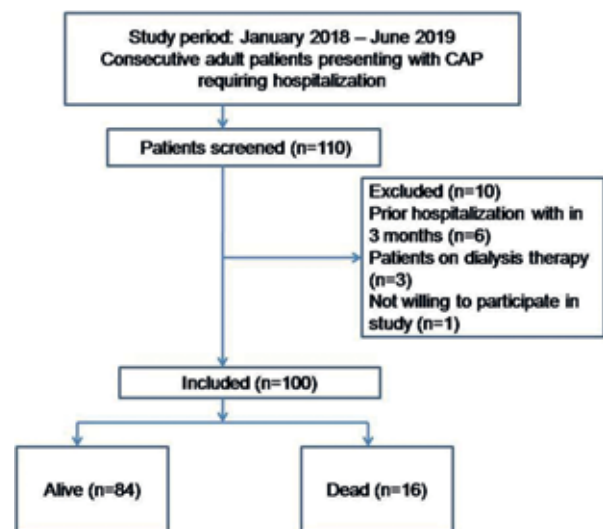 Study period: January 2018 – June 2019
Consecutive adult patients presenting with CAP
requiring hospitalization
Patients screened (n=110)
Excluded (n=10)
Prior hospitalization with in
3 months (n=6)
Patients on dialysis therapy
(n=3)
Not willing to participate in
study (n=1)
Included (n=100)
Alive (n=84)
Dead (n=16)